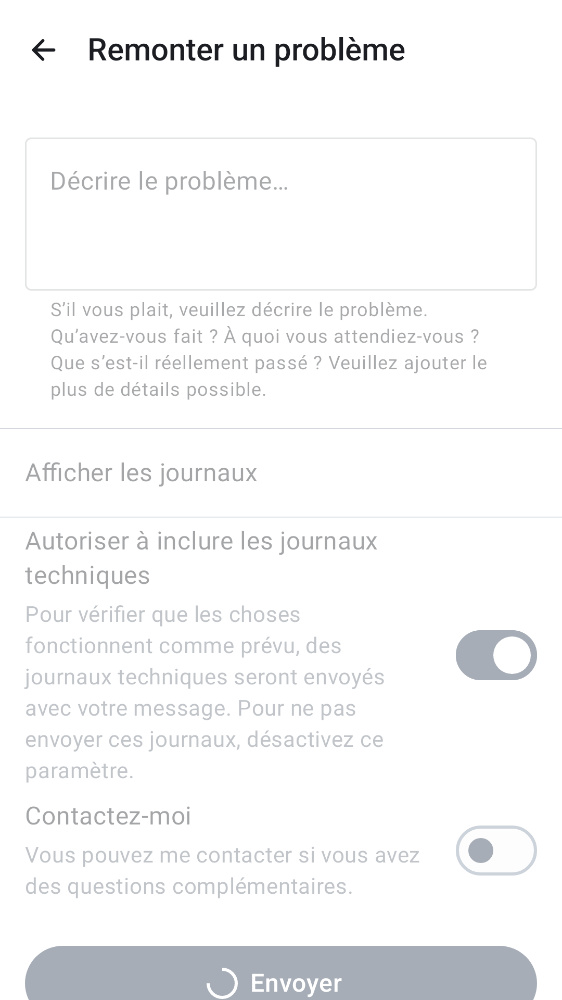 Remonter un problème
Décrire le problème…
S’il vous plait, veuillez décrire le problème.
Qu’avez-vous fait ? À quoi vous attendiez-vous ?
Que s’est-il réellement passé ? Veuillez ajouter le
plus de détails possible.
Afficher les journaux
Autoriser à inclure les journaux
techniques
Pour vérifier que les choses
fonctionnent comme prévu, des
journaux techniques seront envoyés
avec votre message. Pour ne pas
envoyer ces journaux, désactivez ce
paramètre.
Contactez-moi
Vous pouvez me contacter si vous avez
des questions complémentaires.
Envoyer